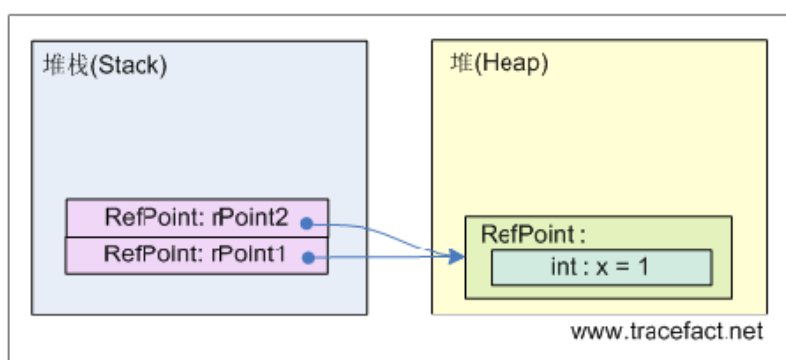 堆栈(Stack)
堆(Heap)
RefPoint: rPoint2
RefPoint: rPoint1
RefPoint :
int : x = 1
www.tracefact.net